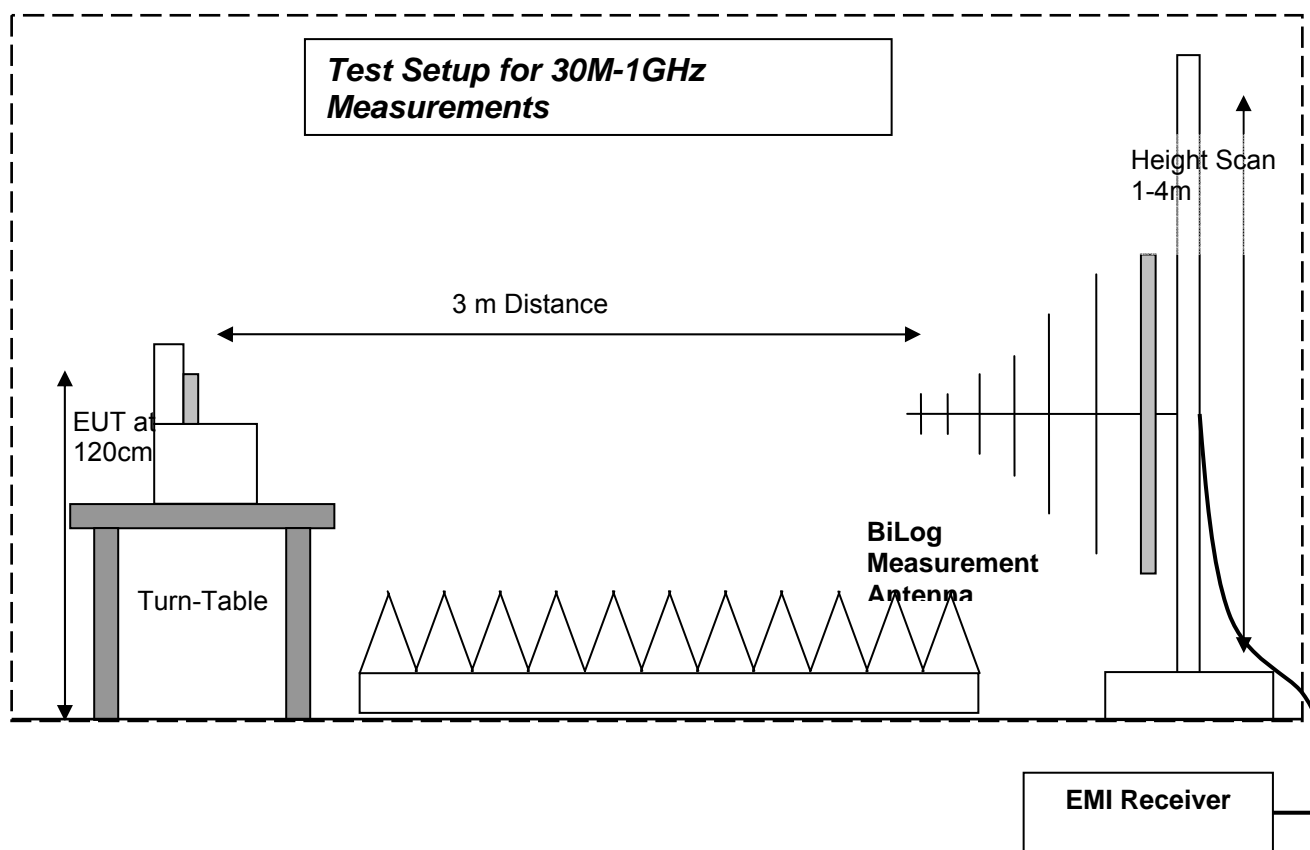 Test Setup for 30M-1GHz
Measurements
Height Scan
1-4m
3 m Distance
EUT at
120cm
BiLog
Measurement
Antenna
Turn-Table
EMI Receiver